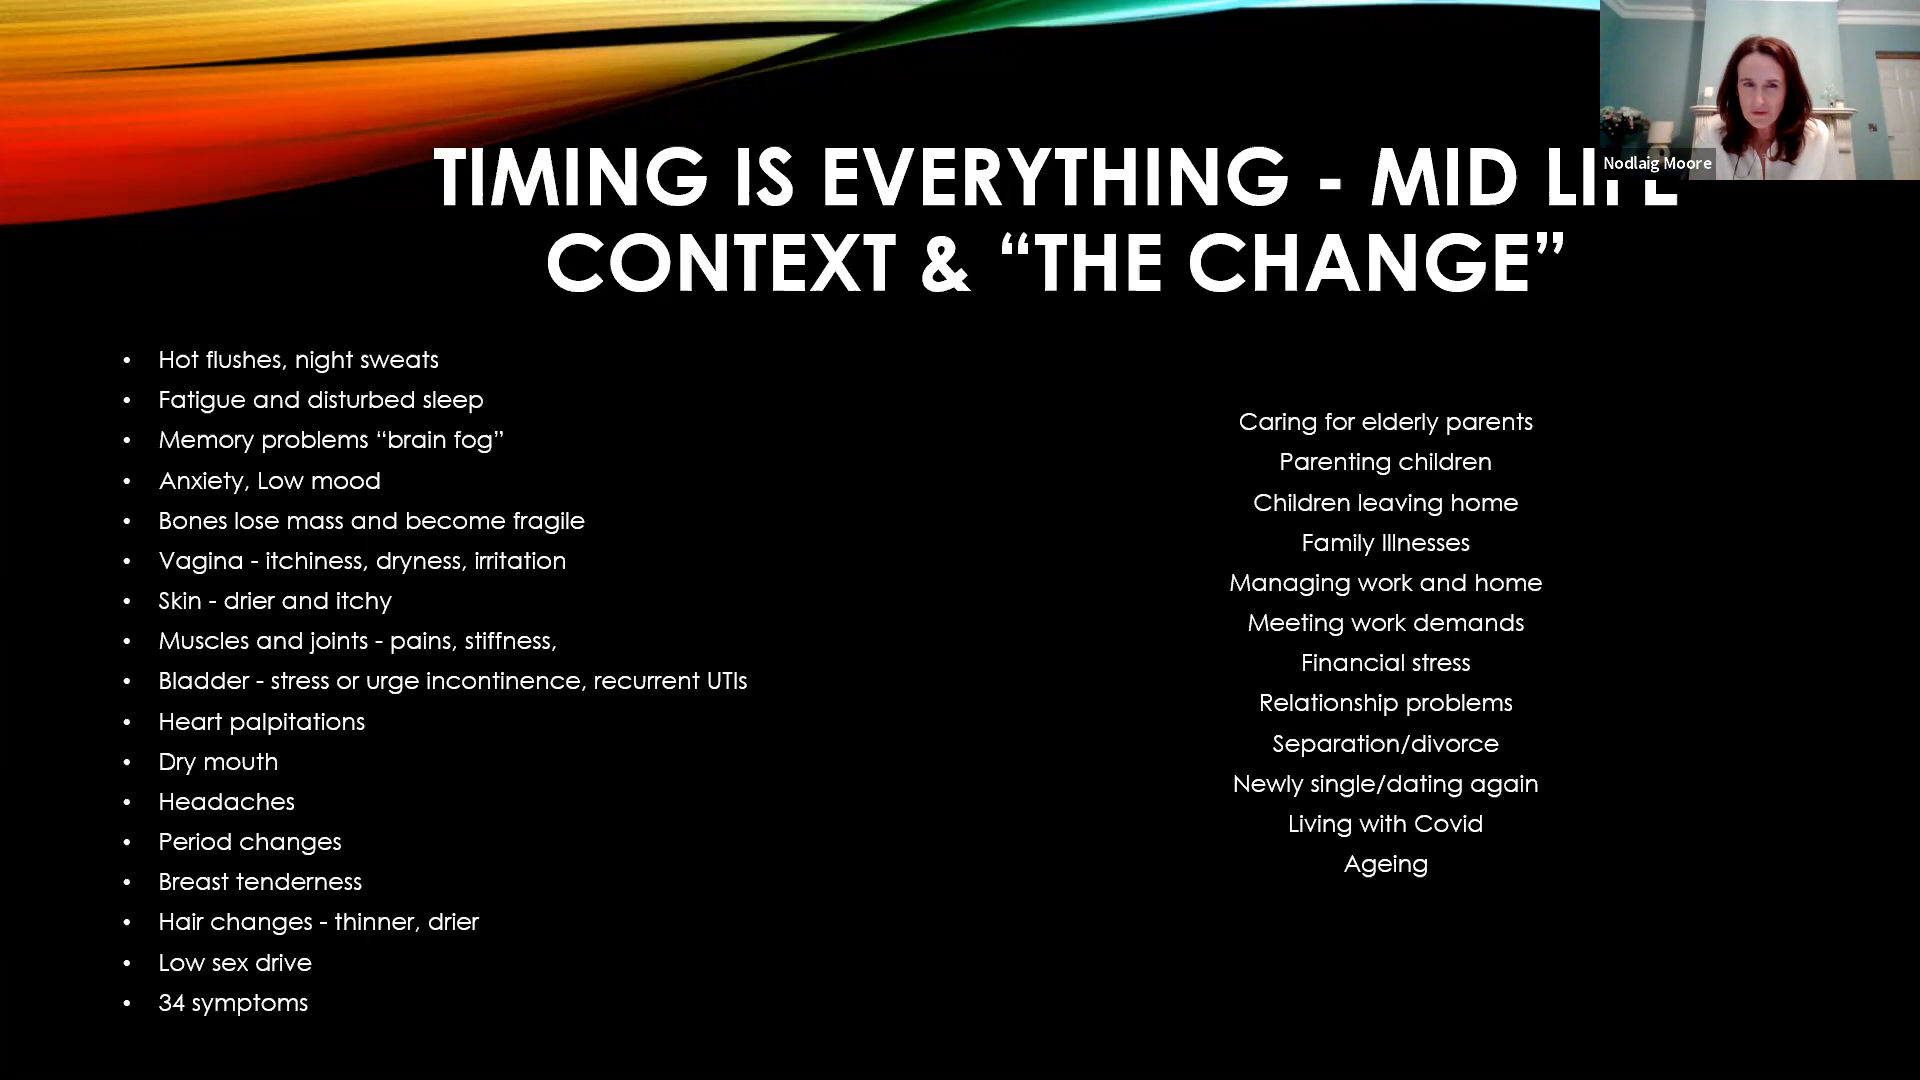 TIMING IS EVERYTHING - MID LIFE
CONTEXT & “THE CHANGE”
Nodlaig Moore
• Hot flushes, night sweats
• Fatigue and disturbed sleep
• Memory problems “brain fog”
• Anxiety, Low mood
• Bones lose mass and become fragile
• Vagina - itchiness, dryness, irritation
• Skin - drier and itchy
• Muscles and joints - pains, stiffness,
• Bladder - stress or urge incontinence, recurrent UTIs
• Heart palpitations
• Dry mouth
• Headaches
• Period changes
• Breast tenderness
• Hair changes - thinner, drier
• Low sex drive
• 34 symptoms
Caring for elderly parents
Parenting children
Children leaving home
Family Illnesses
Managing work and home
Meeting work demands
Financial stress
Relationship problems
Separation/divorce
Newly single/dating again
Living with Covid
Ageing